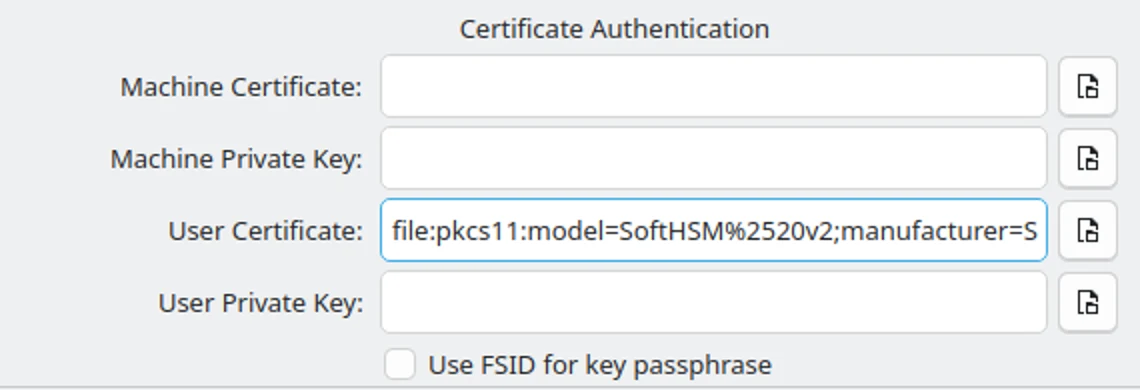 Certificate Authentication
Machine Certificate:
Machine Private Key:
User Certificate: file:pkcs11:model=SoftHSM%2520v2;manufacturer=S
User Private Key:
Use FSID for key passphrase